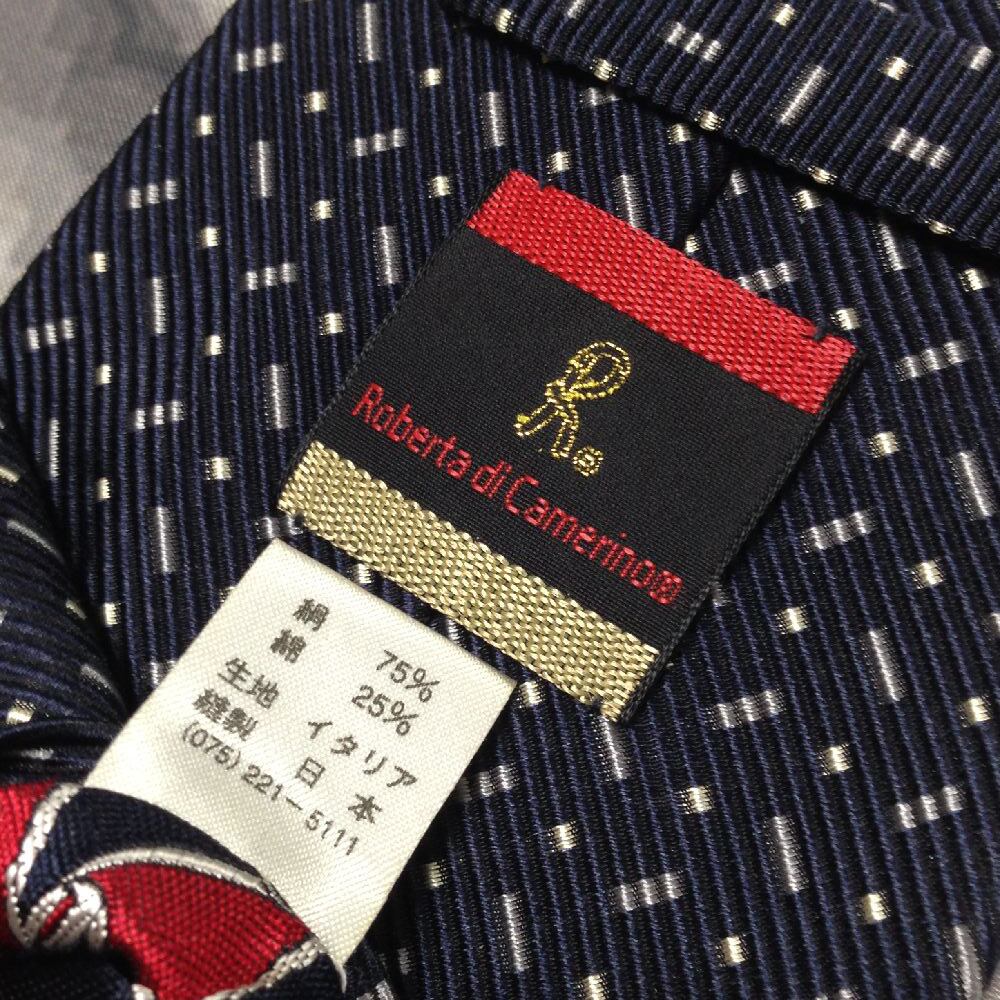 R®
Roberta di Camerino®
絹 75%
綿 25%
生地 イタリア
縫製 日本
(075)221-5111